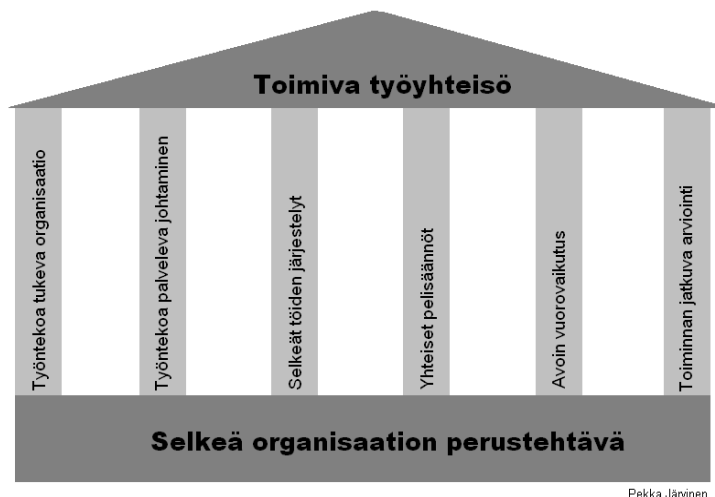 Toimiva työyhteisö
Työntekoa tukeva organisaatio
Työntekoa palveleva johtaminen
Selkeät töiden järjestelyt
Yhteiset pelisäännöt
Avoin vuorovaikutus
Toiminnan jatkuva arviointi
Selkeä organisaation perustehtävä
Pekka Järvinen